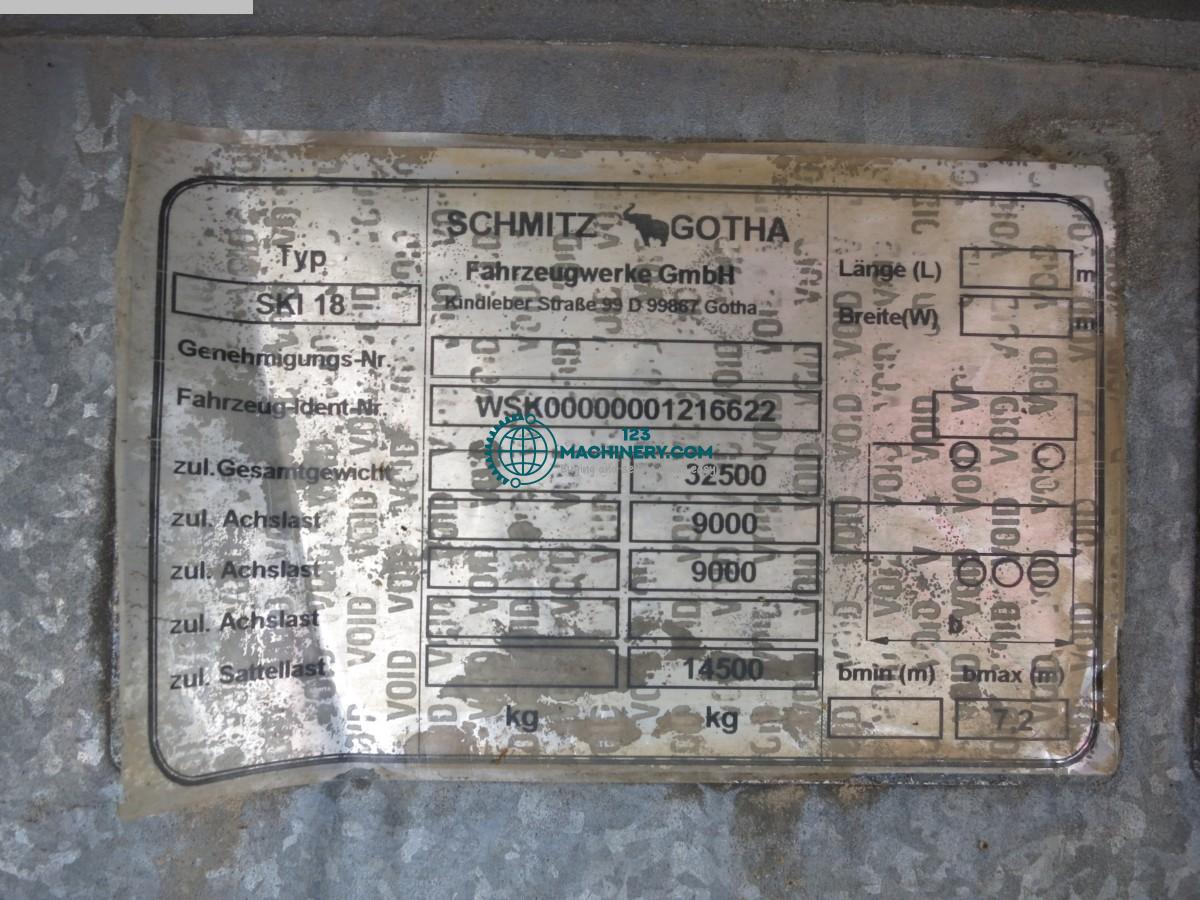 SCHMITZ GOTHA
Fahrzeugwerke GmbH
Kindleber Straße 99 D 99867 Gotha
Typ
SKI 18
Genehmigungs-Nr
Fahrzeug-Ident-Nr. WSK00000001216622
zul.Gesamtgewicht 32500
zul. Achslast 9000
zul. Achslast 9000
zul. Achslast
zul. Sattellast 14500
kg kg
Länge (L) m
Breite(W) m
b
bmin (m) bmax (m)
7.2
VOID
123
MACHINERY.COM